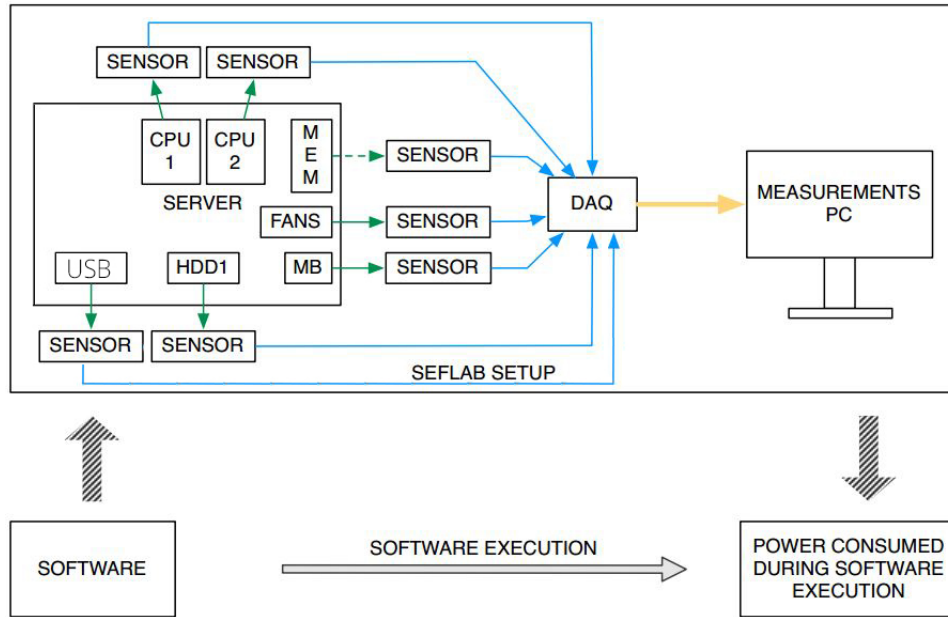 SENSOR
SENSOR
CPU
1
CPU
2
M
E
M
SENSOR
SERVER
DAQ
MEASUREMENTS
PC
FANS
SENSOR
USB
HDD1
MB
SENSOR
SENSOR
SENSOR
SEFLAB SETUP
SOFTWARE
SOFTWARE EXECUTION
POWER CONSUMED
DURING SOFTWARE
EXECUTION